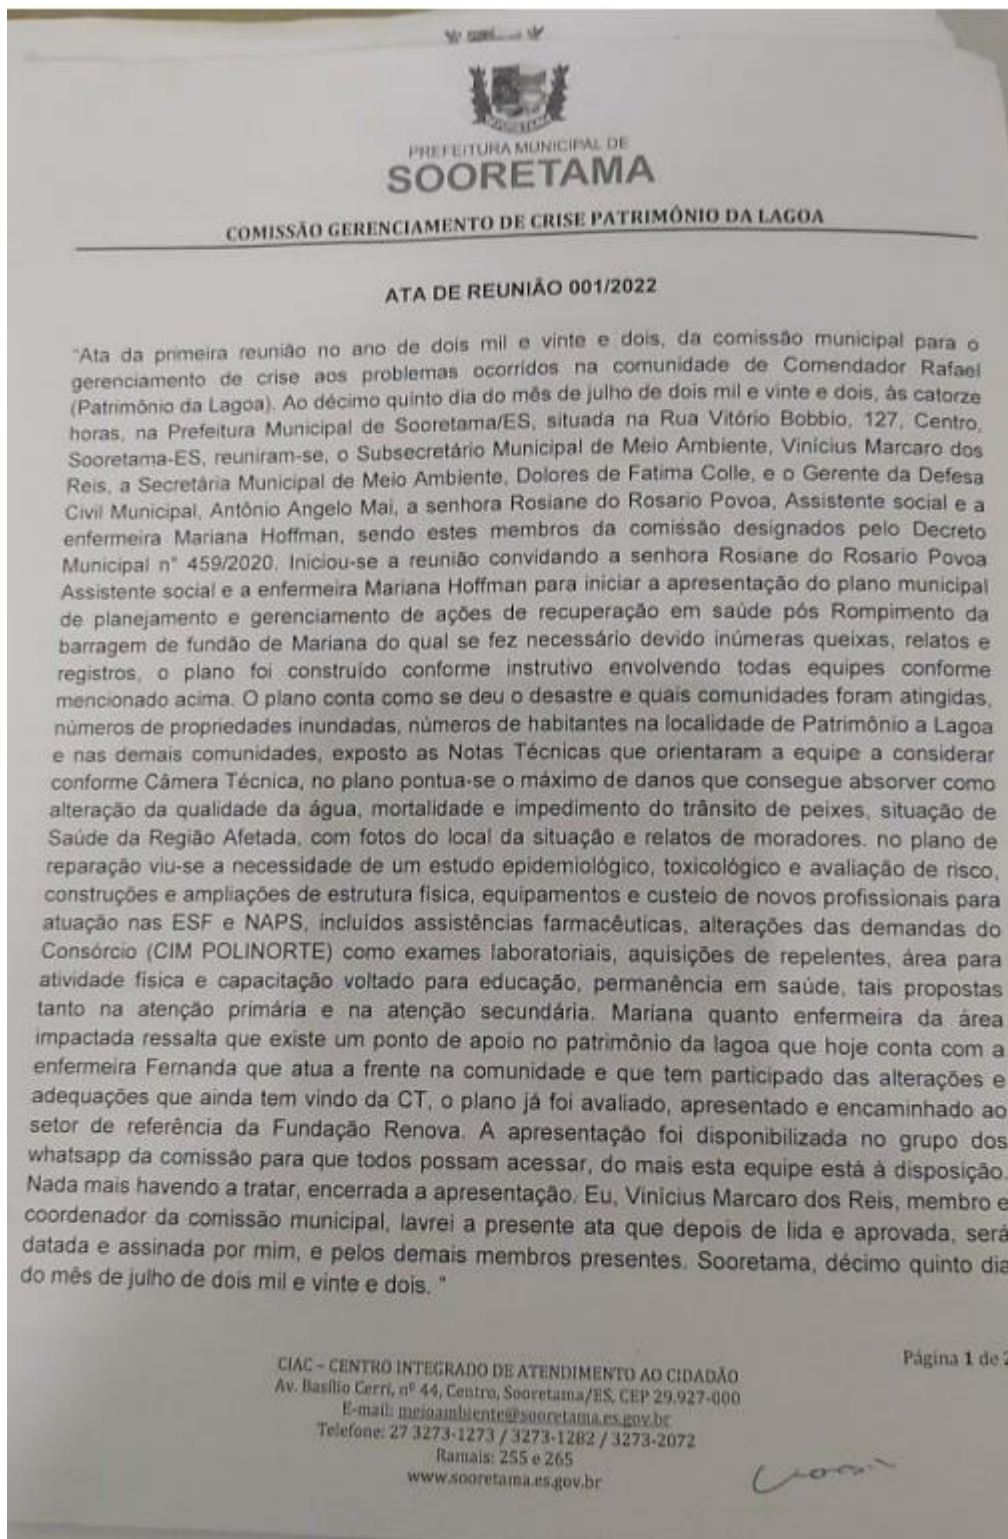 SOORETAMA
PREFEITURA MUNICIPAL DE
SOORETAMA
COMISSÃO GERENCIAMENTO DE CRISE PATRIMÔNIO DA LAGOA
ATA DE REUNIÃO 001/2022
"Ata da primeira reunião no ano de dois mil e vinte e dois, da comissão municipal para o
gerenciamento de crise aos problemas ocorridos na comunidade de Comendador Rafael
(Patrimônio da Lagoa). Ao décimo quinto dia do mês de julho de dois mil e vinte e dois, às catorze
horas, na Prefeitura Municipal de Sooretama/ES, situada na Rua Vitório Bobbio, 127, Centro,
Sooretama-ES, reuniram-se, o Subsecretário Municipal de Meio Ambiente, Vinícius Marcaro dos
Reis, a Secretária Municipal de Meio Ambiente, Dolores de Fatima Colle, e o Gerente da Defesa
Civil Municipal, Antônio Angelo Mai, a senhora Rosiane do Rosario Povoa, Assistente social e a
enfermeira Mariana Hoffman, sendo estes membros da comissão designados pelo Decreto
Municipal n° 459/2020. Iniciou-se a reunião convidando a senhora Rosiane do Rosario Povoa
Assistente social e a enfermeira Mariana Hoffman para iniciar a apresentação do plano municipal
de planejamento e gerenciamento de ações de recuperação em saúde pós Rompimento da
barragem de fundão de Mariana do qual se fez necessário devido inúmeras queixas, relatos e
registros, o plano foi construído conforme instrutivo envolvendo todas equipes conforme
mencionado acima. O plano conta como se deu o desastre e quais comunidades foram atingidas,
números de propriedades inundadas, números de habitantes na localidade de Patrimônio a Lagoa
e nas demais comunidades, exposto as Notas Técnicas que orientaram a equipe a considerar
conforme Câmera Técnica, no plano pontua-se o máximo de danos que consegue absorver como
alteração da qualidade da água, mortalidade e impedimento do trânsito de peixes, situação de
Saúde da Região Afetada, com fotos do local da situação e relatos de moradores. no plano de
reparação viu-se a necessidade de um estudo epidemiológico, toxicológico e avaliação de risco,
construções e ampliações de estrutura física, equipamentos e custeio de novos profissionais para
atuação nas ESF e NAPS, incluídos assistências farmacêuticas, alterações das demandas do
Consórcio (CIM POLINORTE) como exames laboratoriais, aquisições de repelentes, área para
atividade física e capacitação voltado para educação, permanência em saúde, tais propostas
tanto na atenção primária e na atenção secundária. Mariana quanto enfermeira da área
impactada ressalta que existe um ponto de apoio no patrimônio da lagoa que hoje conta com a
enfermeira Fernanda que atua a frente na comunidade e que tem participado das alterações e
adequações que ainda tem vindo da CT, o plano já foi avaliado, apresentado e encaminhado ao
setor de referência da Fundação Renova. A apresentação foi disponibilizada no grupo dos
whatsapp da comissão para que todos possam acessar, do mais esta equipe está à disposição.
Nada mais havendo a tratar, encerrada a apresentação. Eu, Vinicius Marcaro dos Reis, membro e
coordenador da comissão municipal, lavrei a presente ata que depois de lida e aprovada, será
datada e assinada por mim, e pelos demais membros presentes. Sooretama, décimo quinto dia
do mês de julho de dois mil e vinte e dois. "
Página 1 de 2
CIAC – CENTRO INTEGRADO DE ATENDIMENTO AO CIDADÃO
Av. Basílio Cerri, nº 44, Centro, Sooretama/ES, CEP 29.927-000
E-mail: meioambiente@sooretama.es.gov.br
Telefone: 27 3273-1273 / 3273-1282 / 3273-2072
Ramais: 255 e 265
www.sooretama.es.gov.br